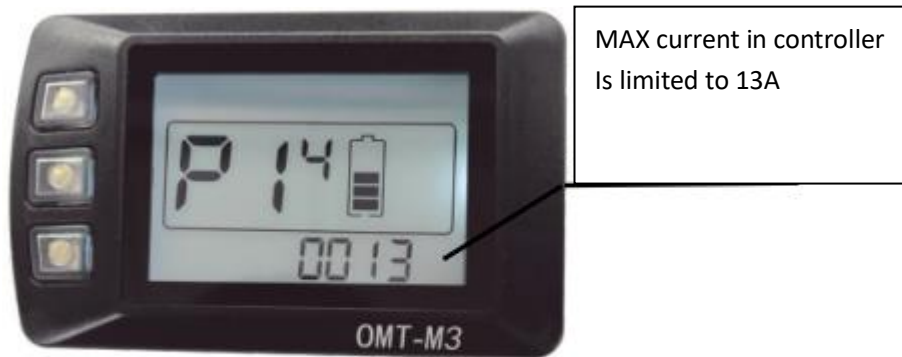 MAX current in controller
Is limited to 13A
P14
0013
OMT-M3